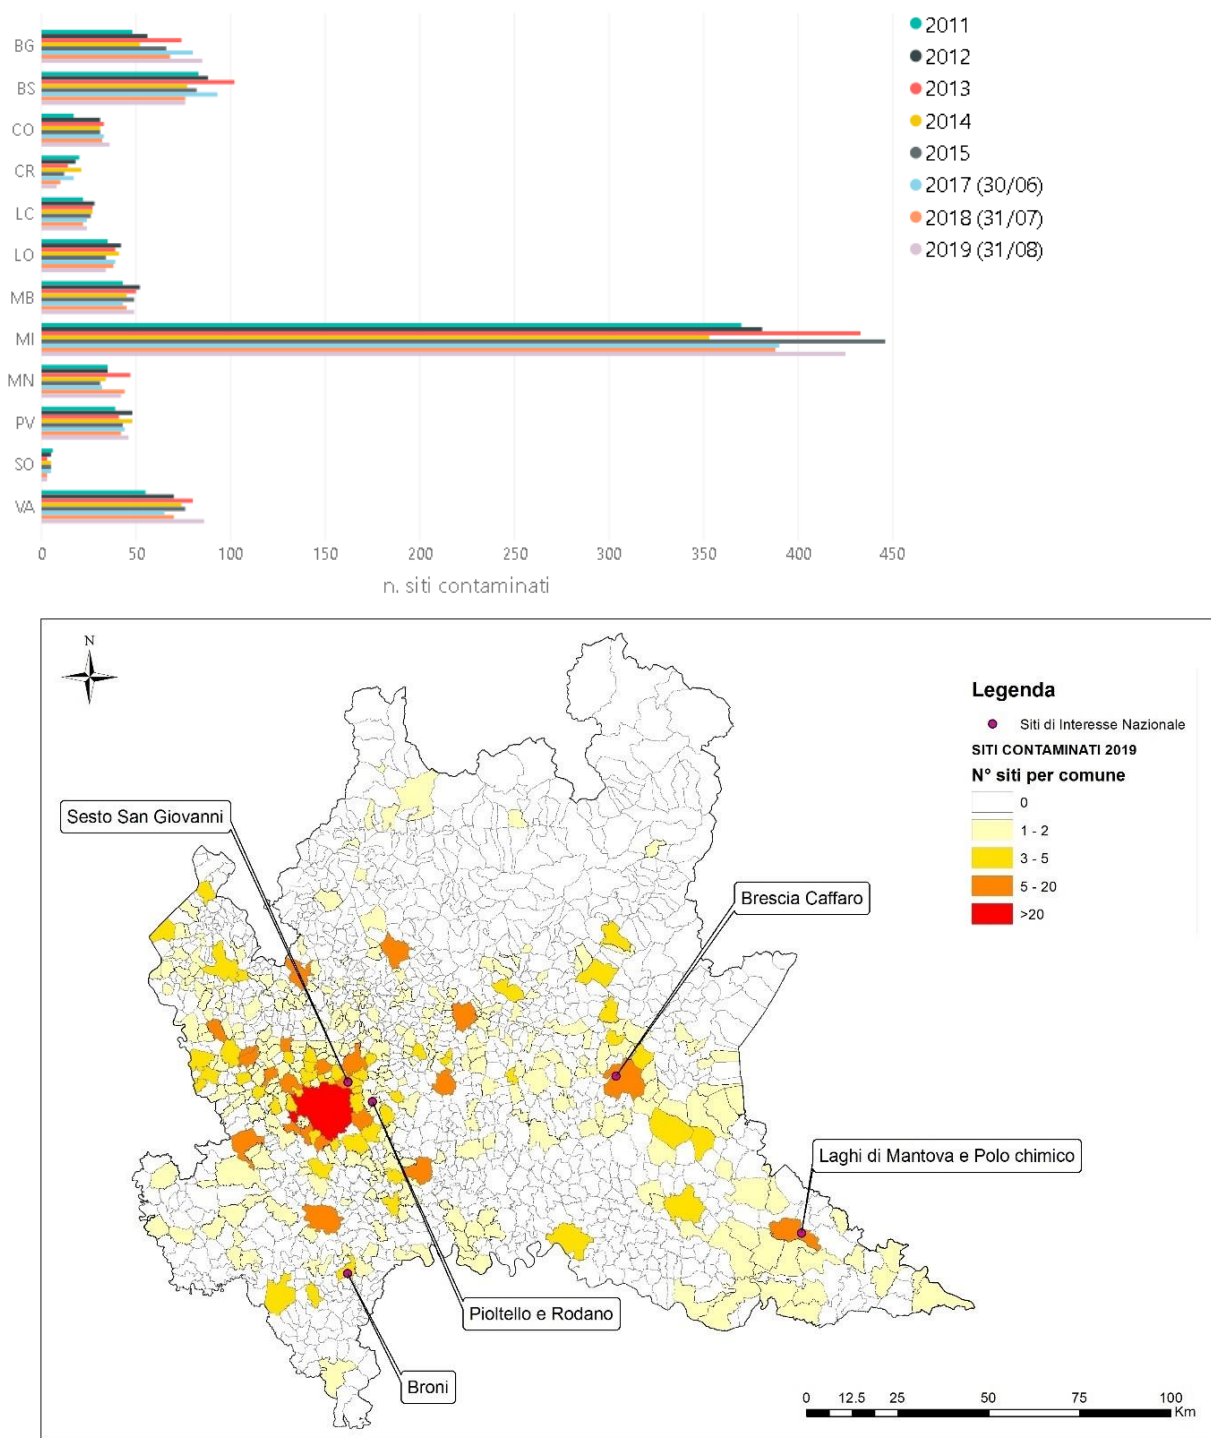 2011
2012
2013
2014
2015
2017 (30/06)
2018 (31/07)
2019 (31/08)
BG
BS
CO
CR
LC
LO
MB
MI
MN
PV
SO
VA
0 50 100 150 200 250 300 350 400 450
n. siti contaminati
N
Legenda
Siti di Interesse Nazionale
SITI CONTAMINATI 2019
N° siti per comune
0
1 - 2
3 - 5
5 - 20
>20
Sesto San Giovanni
Brescia Caffaro
Laghi di Mantova e Polo chimico
Pioltello e Rodano
Broni
0 12.5 25 50 75 100
Km